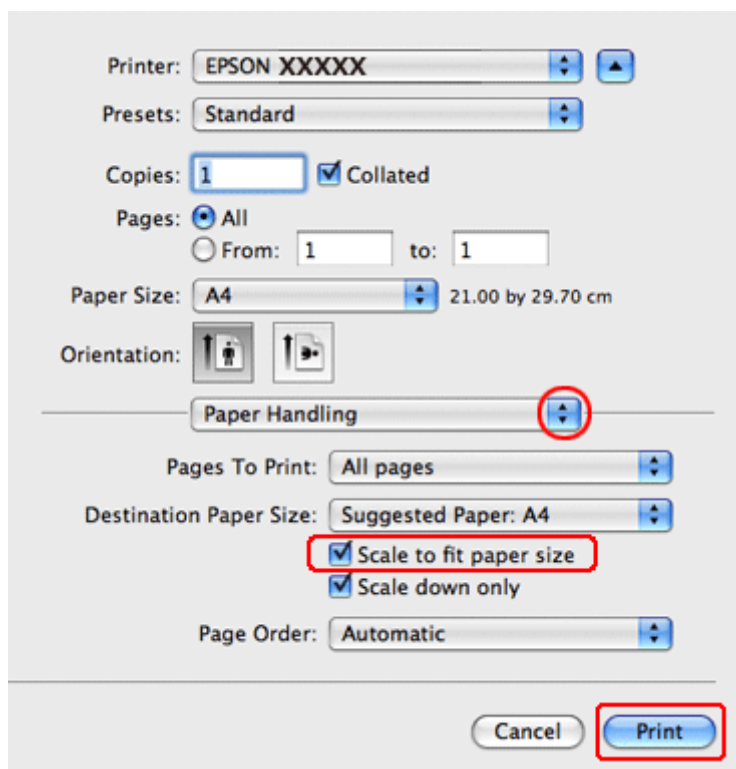 Printer: EPSON XXXXX
Presets: Standard
Copies: 1 Collated
Pages: All
From: 1 to: 1
Paper Size: A4 21.00 by 29.70 cm
Orientation:
Paper Handling
Pages To Print: All pages
Destination Paper Size: Suggested Paper: A4
Scale to fit paper size
Scale down only
Page Order: Automatic
Cancel Print